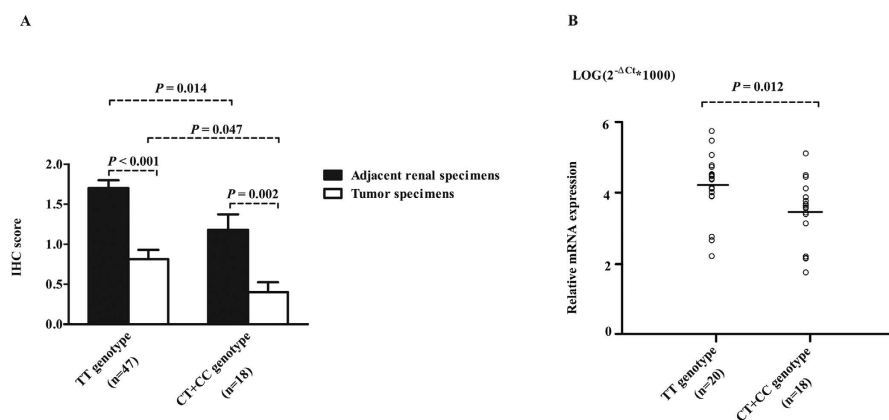 A
P = 0.014
P = 0.047
P < 0.001
P = 0.002
2.0
1.5
1.0
0.5
0.0
IHC score
TT genotype
(n=47)
CT+CC genotype
(n=18)
Adjacent renal specimens
Tumor specimens
B
LOG(2^-ΔCt*1000)
P = 0.012
6
4
2
0
Relative mRNA expression
TT genotype
(n=20)
CT+CC genotype
(n=18)